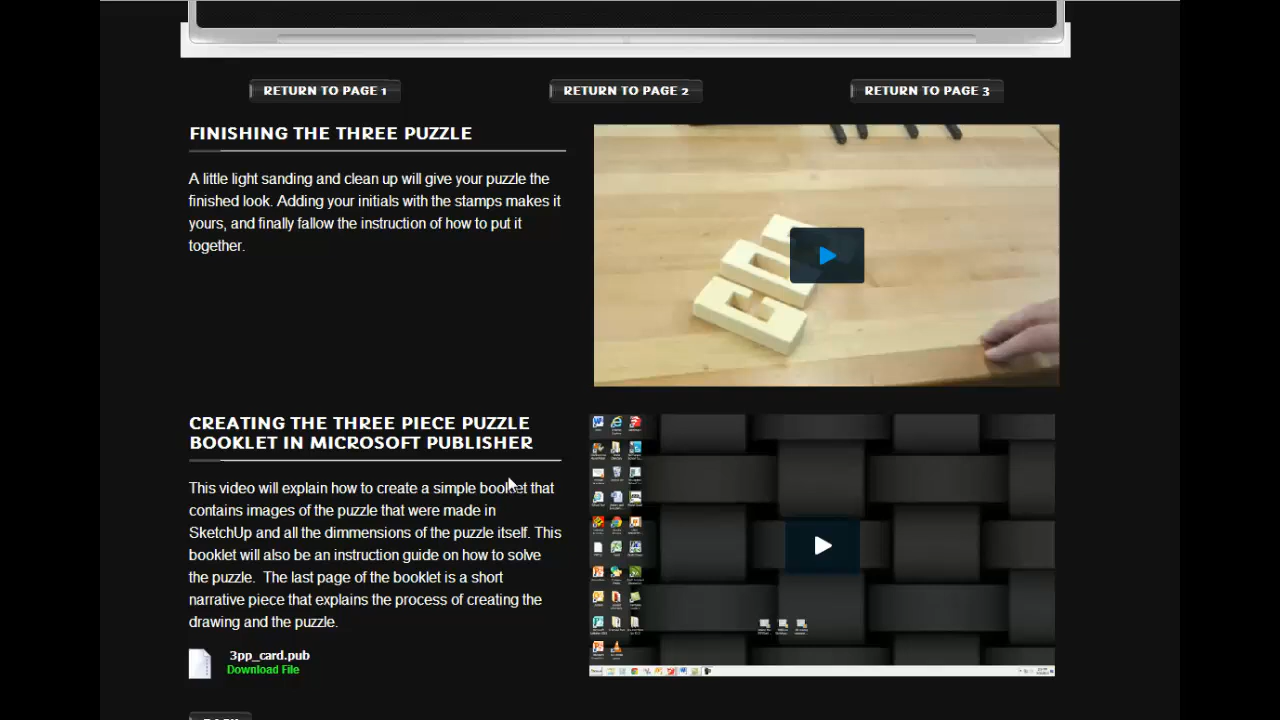 RETURN TO PAGE 1
RETURN TO PAGE 2
RETURN TO PAGE 3
FINISHING THE THREE PUZZLE
A little light sanding and clean up will give your puzzle the
finished look. Adding your initials with the stamps makes it
yours, and finally fallow the instruction of how to put it
together.
CREATING THE THREE PIECE PUZZLE
BOOKLET IN MICROSOFT PUBLISHER
This video will explain how to create a simple booklet that
contains images of the puzzle that were made in
SketchUp and all the dimmensions of the puzzle itself. This
booklet will also be an instruction guide on how to solve
the puzzle. The last page of the booklet is a short
narrative piece that explains the process of creating the
drawing and the puzzle.
3pp_card.pub
Download File